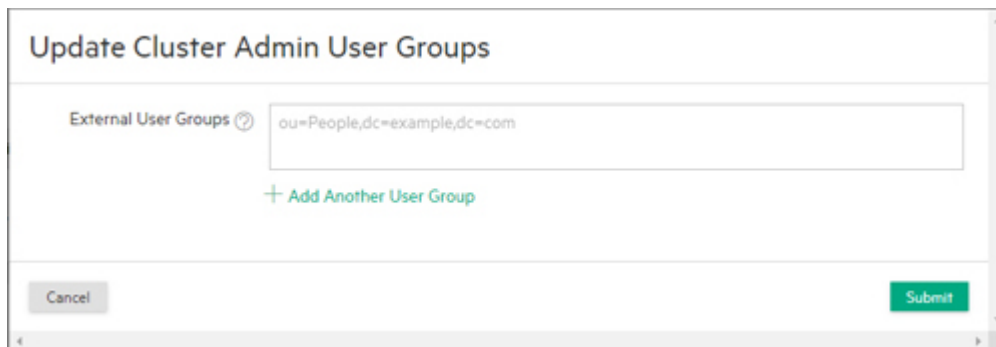 Update Cluster Admin User Groups
External User Groups ?
ou=People,dc=example,dc=com
+ Add Another User Group
Cancel
Submit